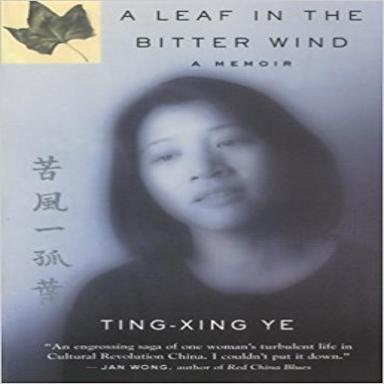 A LEAF IN THE
BITTER WIND
A MEMOIR
苦風一孤葉
TING-XING YE
"An engrossing saga of one woman's turbulent life in
Cultural Revolution China. I couldn't put it down."
— JAN WONG, author of Red China Blues